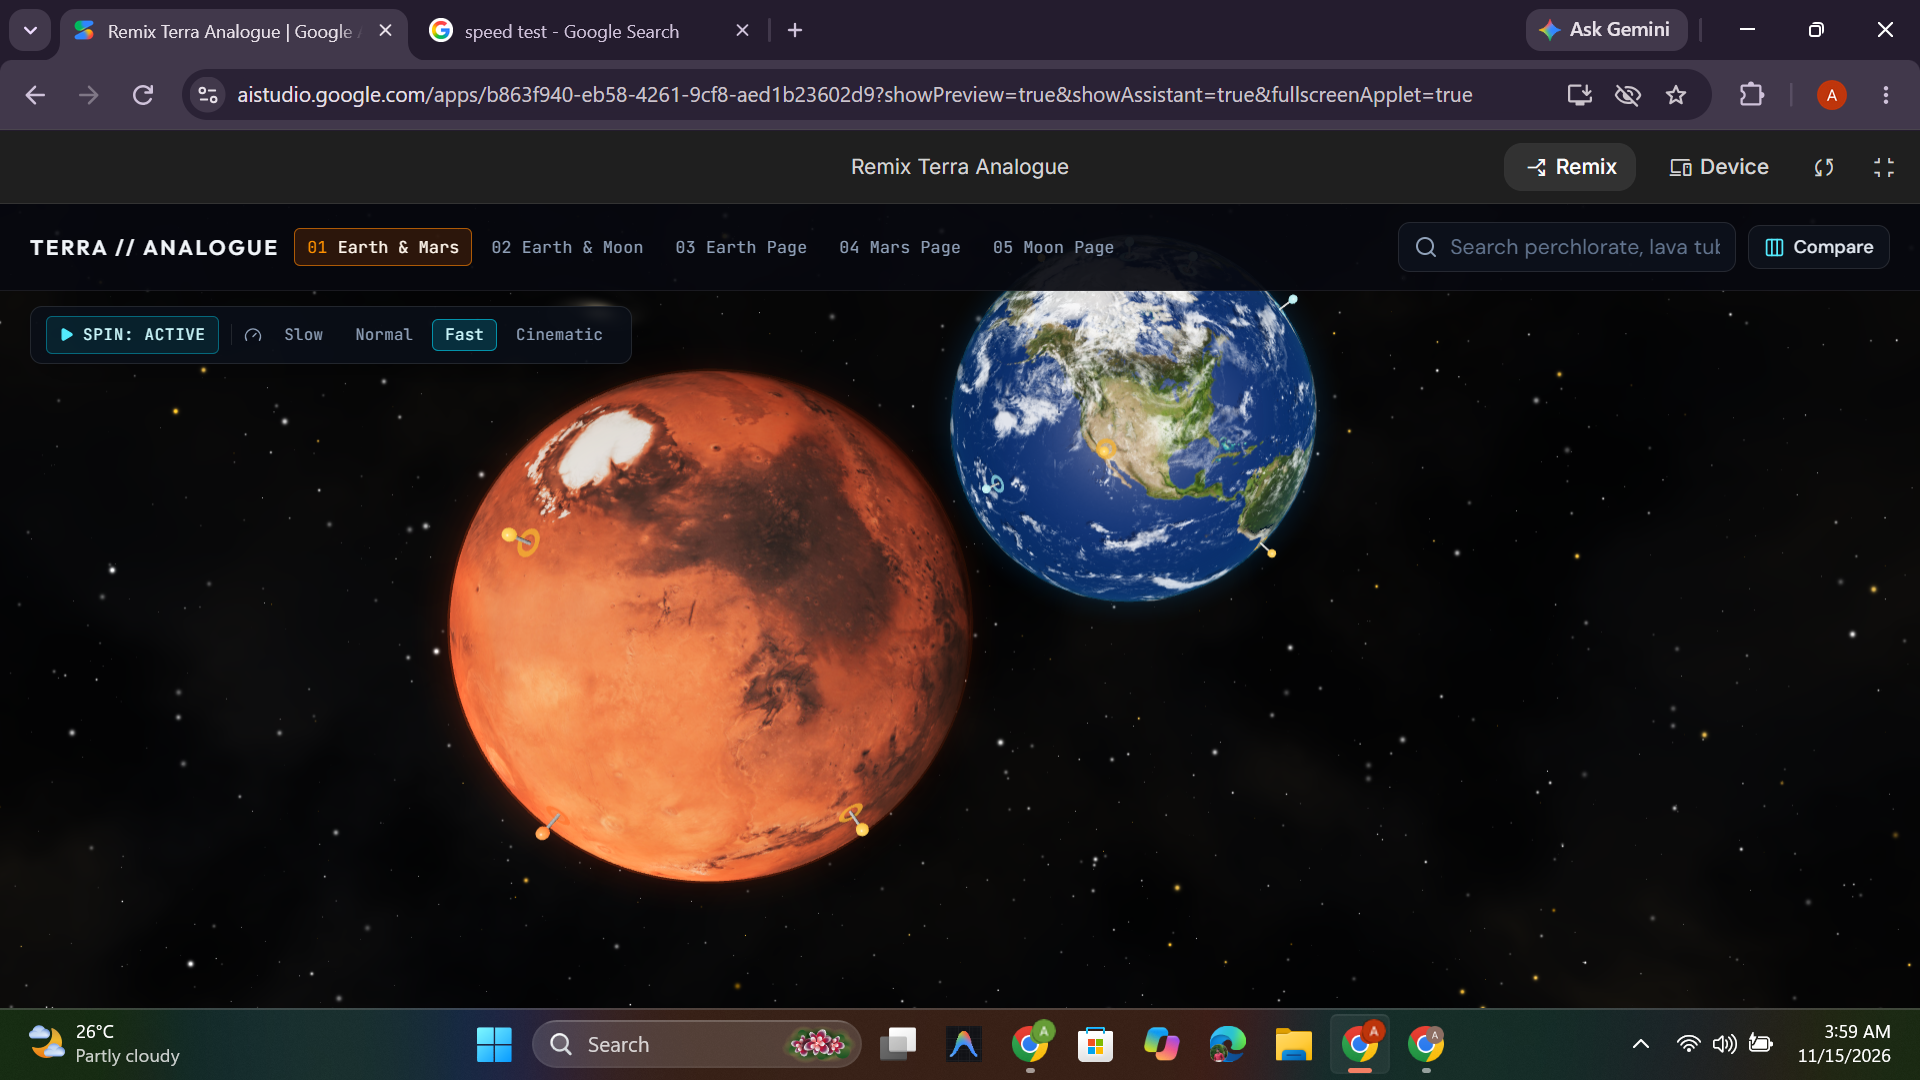 Remix Terra Analogue | Google
speed test - Google Search
Ask Gemini
aistudio.google.com/apps/b863f940-eb58-4261-9cf8-aed1b23602d9?showPreview=true&showAssistant=true&fullscreenApplet=true
A
Remix Terra Analogue
Remix
Device
TERRA // ANALOGUE
01 Earth & Mars
02 Earth & Moon
03 Earth Page
04 Mars Page
05 Moon Page
Search perchlorate, lava tub
Compare
SPIN: ACTIVE
Slow
Normal
Fast
Cinematic
26°C
Partly cloudy
Search
A
A
A
3:59 AM
11/15/2026